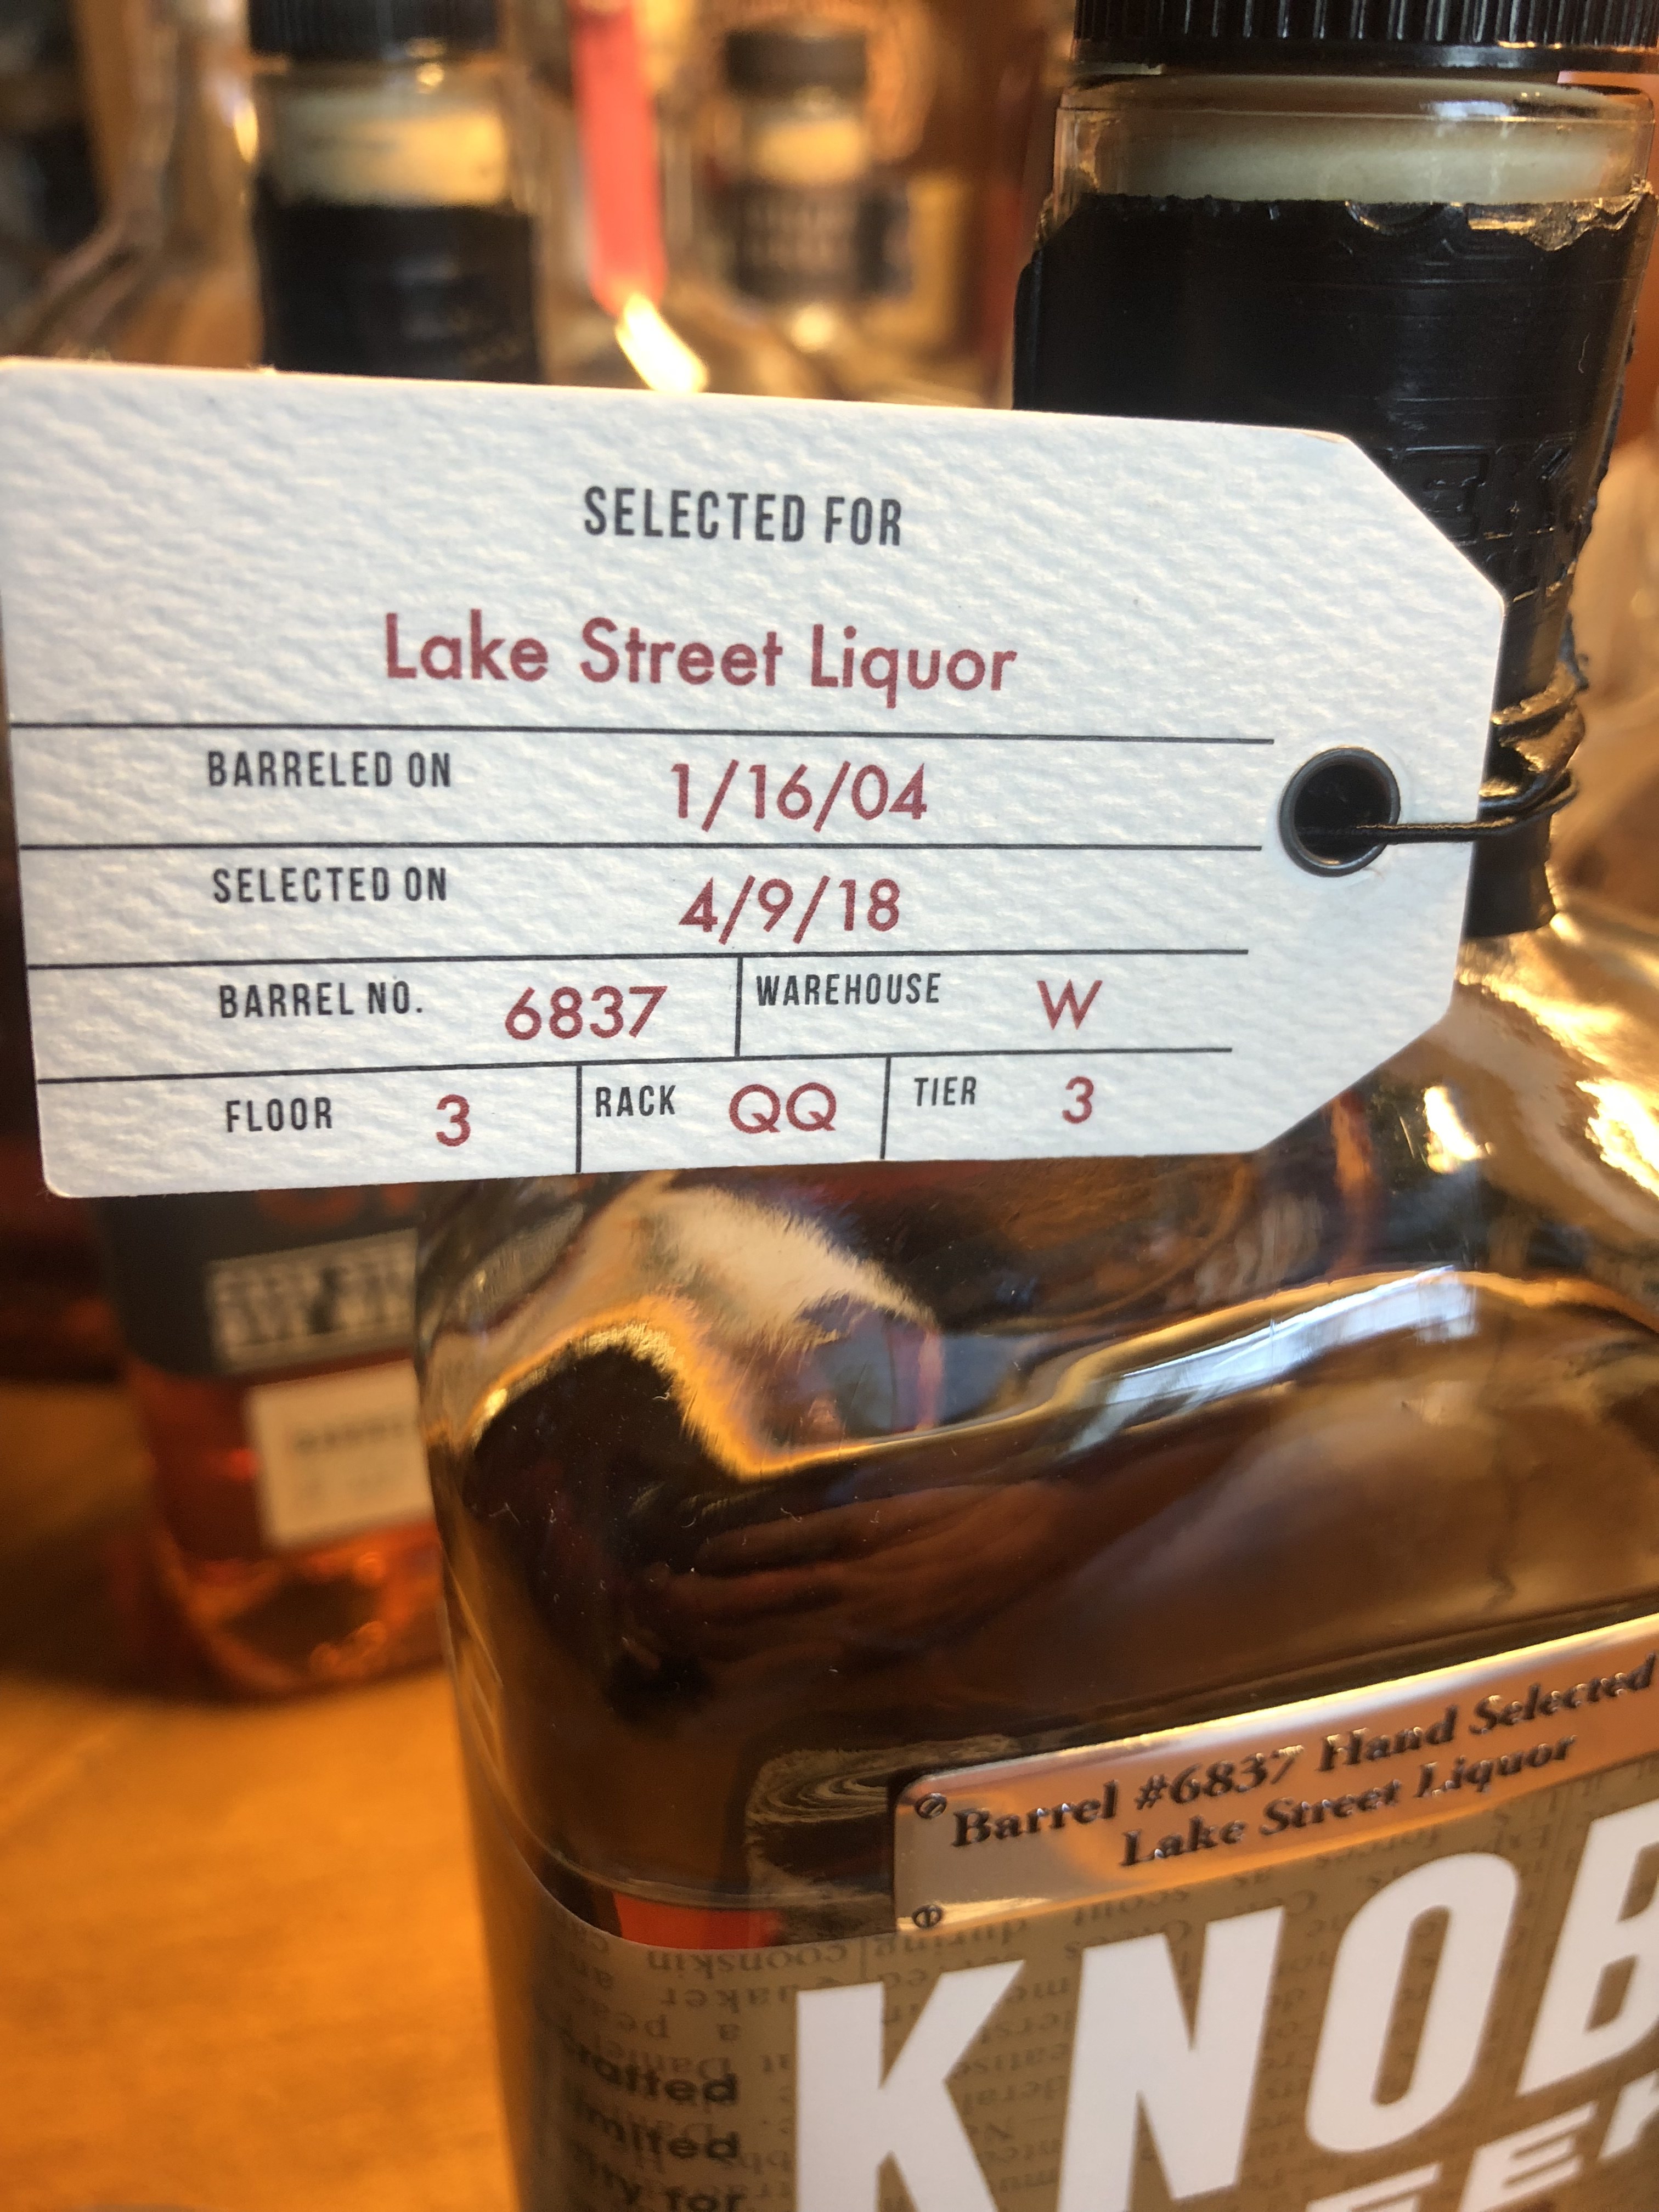 SELECTED FOR
Lake Street Liquor
BARRELED ON 1/16/04
SELECTED ON 4/9/18
BARREL NO. 6837 WAREHOUSE W
FLOOR 3 RACK QQ TIER 3
Barrel #6837 Hand Selected
Lake Street Liquor
KNOB